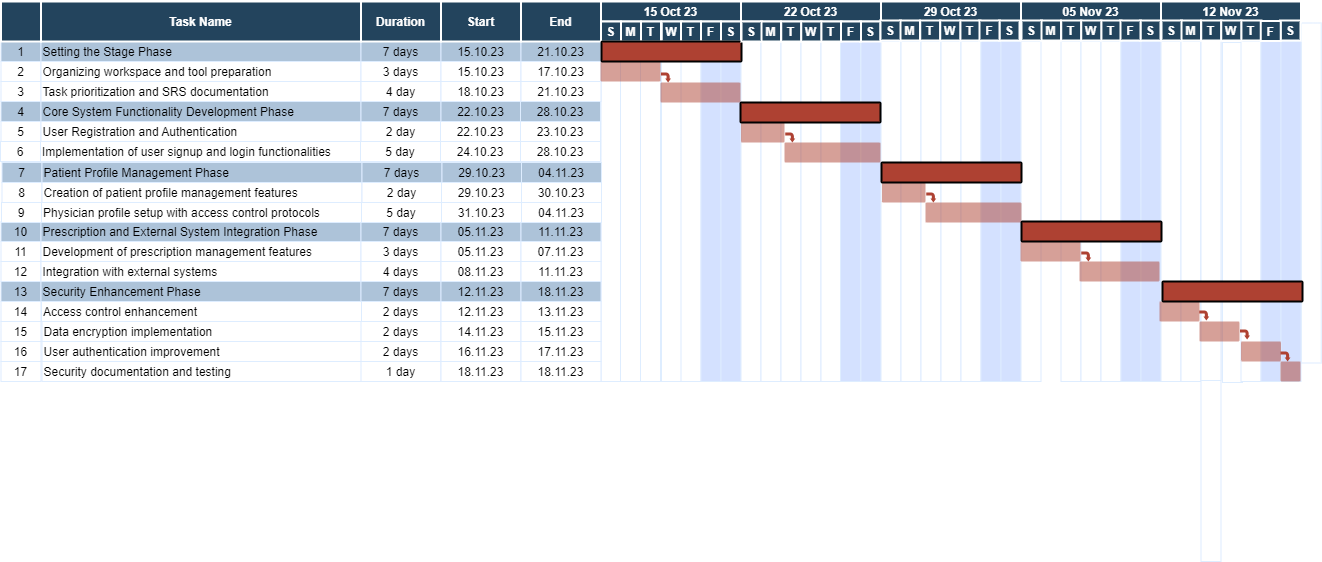 15 Oct 23 22 Oct 23 29 Oct 23 05 Nov 23 12 Nov 23
Task Name Duration Start End
S M T W T F S S M T W T F S S M T W T F S S M T W T F S S M T W T F S
1 Setting the Stage Phase 7 days 15.10.23 21.10.23
2 Organizing workspace and tool preparation 3 days 15.10.23 17.10.23
3 Task prioritization and SRS documentation 4 day 18.10.23 21.10.23
4 Core System Functionality Development Phase 7 days 22.10.23 28.10.23
5 User Registration and Authentication 2 day 22.10.23 23.10.23
6 Implementation of user signup and login functionalities 5 day 24.10.23 28.10.23
7 Patient Profile Management Phase 7 days 29.10.23 04.11.23
8 Creation of patient profile management features 2 day 29.10.23 30.10.23
9 Physician profile setup with access control protocols 5 day 31.10.23 04.11.23
10 Prescription and External System Integration Phase 7 days 05.11.23 11.11.23
11 Development of prescription management features 3 days 05.11.23 07.11.23
12 Integration with external systems 4 days 08.11.23 11.11.23
13 Security Enhancement Phase 7 days 12.11.23 18.11.23
14 Access control enhancement 2 days 12.11.23 13.11.23
15 Data encryption implementation 2 days 14.11.23 15.11.23
16 User authentication improvement 2 days 16.11.23 17.11.23
17 Security documentation and testing 1 day 18.11.23 18.11.23